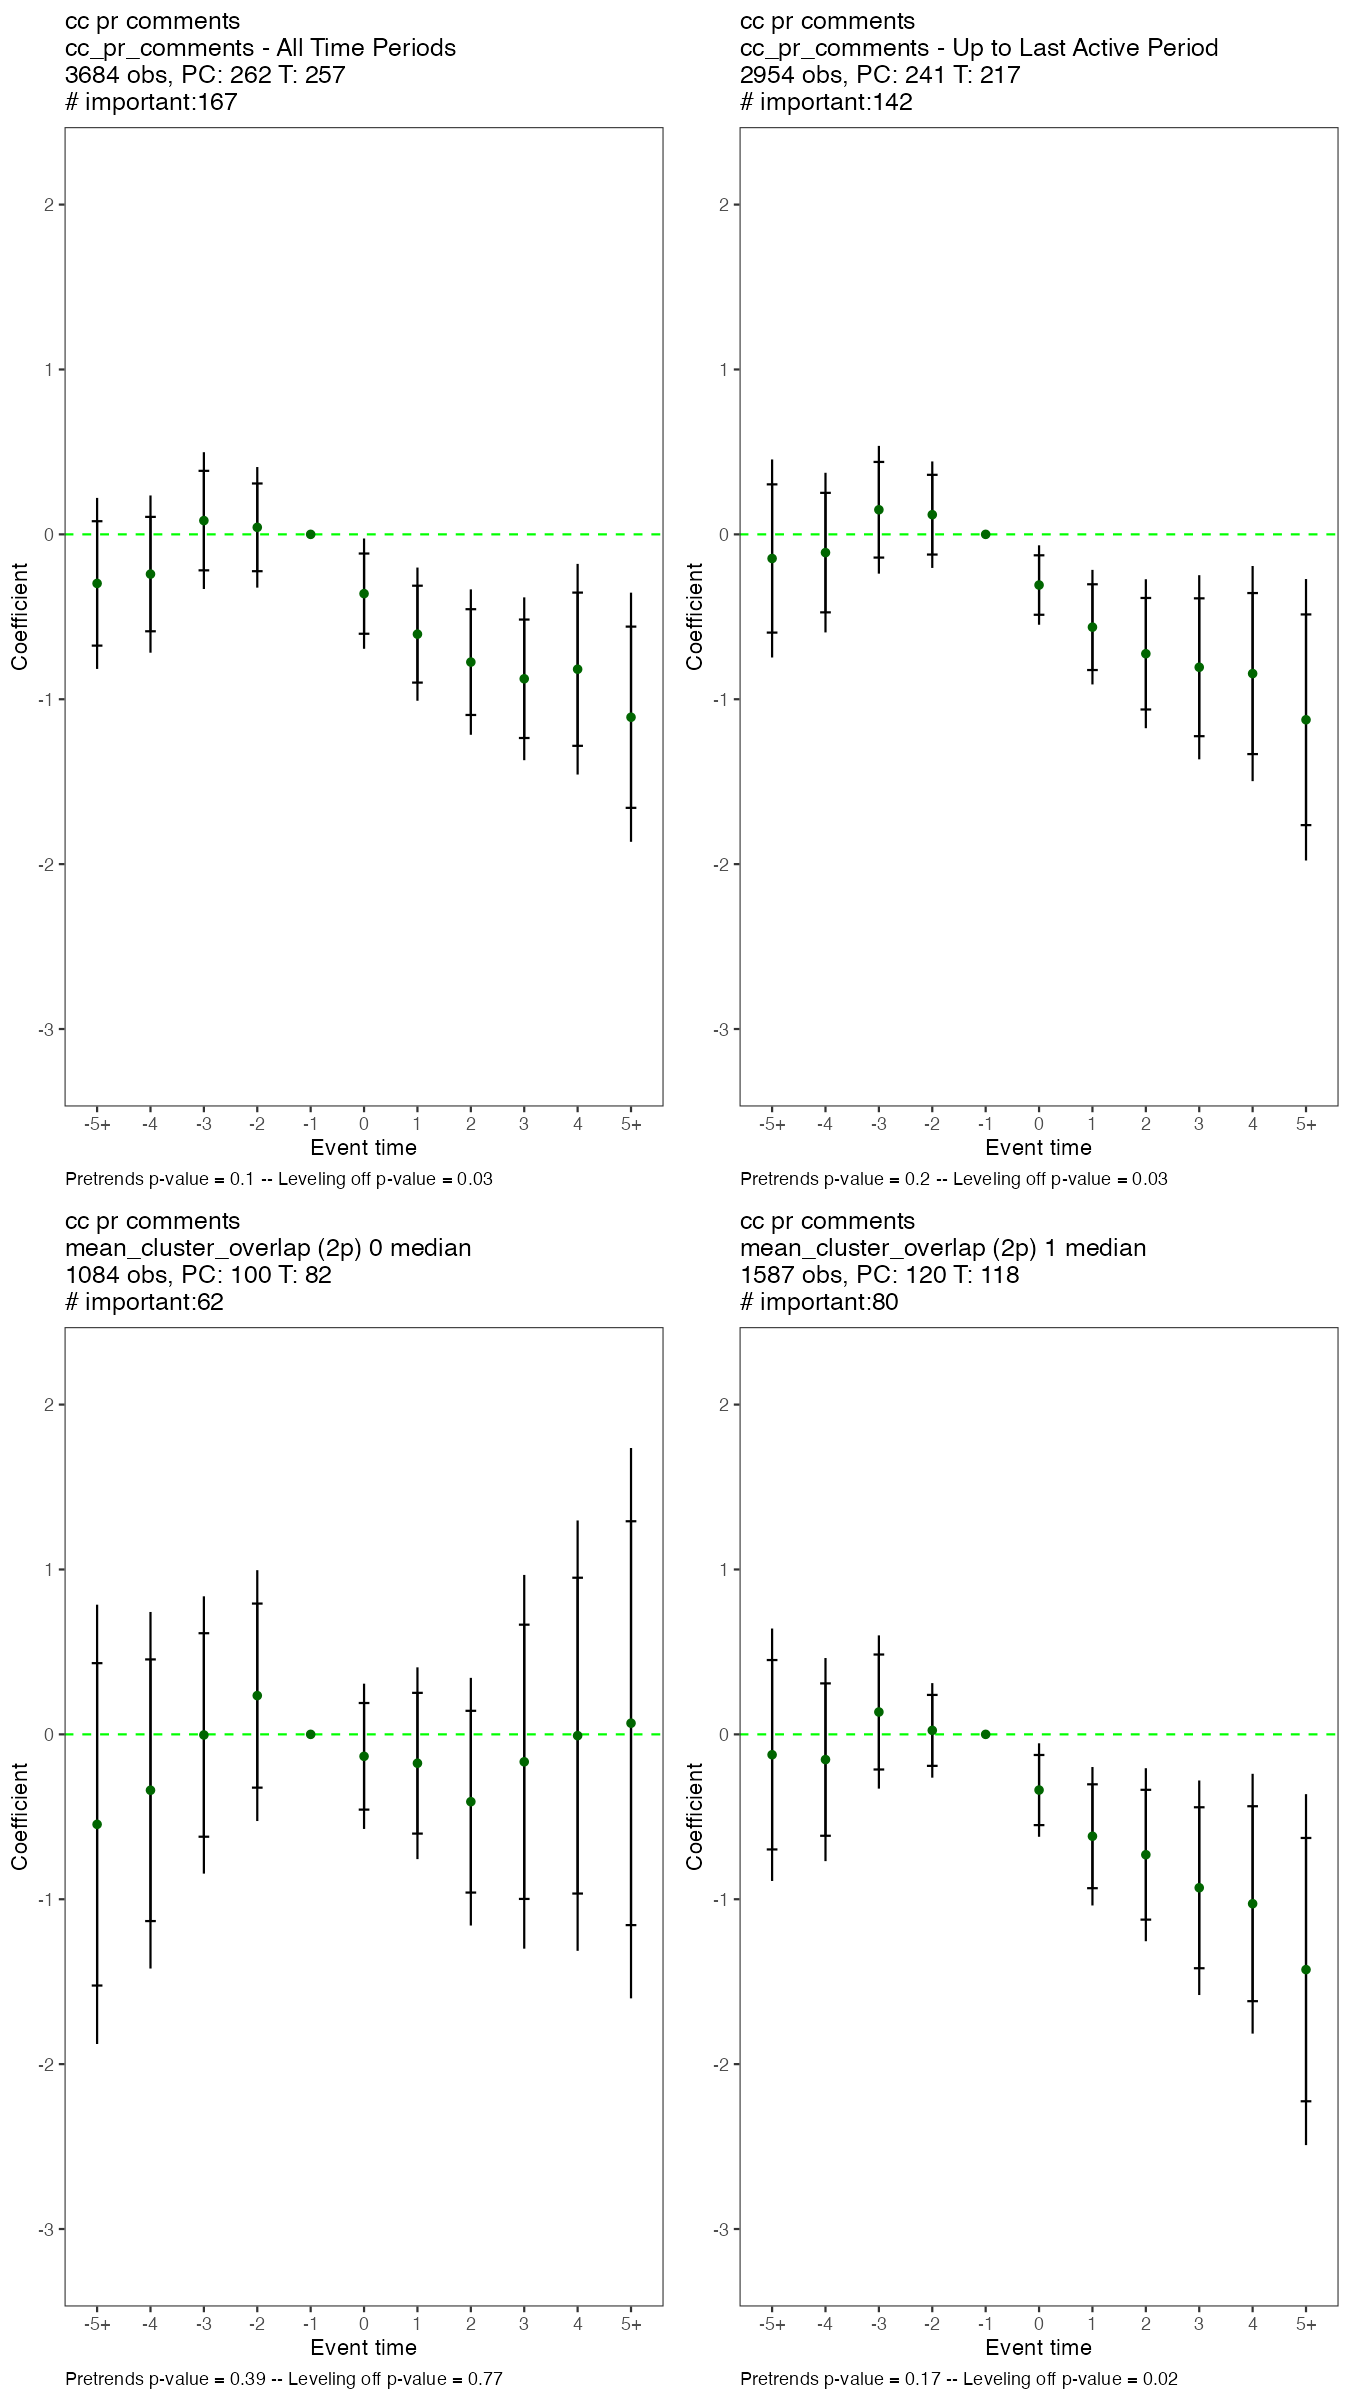 cc pr comments
cc_pr_comments - All Time Periods
3684 obs, PC: 262 T: 257
# important:167
2
1
0
-1
-2
-3
Coefficient
-5+ -4 -3 -2 -1 0 1 2 3 4 5+
Event time
Pretrends p-value = 0.1 -- Leveling off p-value = 0.03
cc pr comments
cc_pr_comments - Up to Last Active Period
2954 obs, PC: 241 T: 217
# important:142
2
1
0
-1
-2
-3
Coefficient
-5+ -4 -3 -2 -1 0 1 2 3 4 5+
Event time
Pretrends p-value = 0.2 -- Leveling off p-value = 0.03
cc pr comments
mean_cluster_overlap (2p) 0 median
1084 obs, PC: 100 T: 82
# important:62
2
1
0
-1
-2
-3
Coefficient
-5+ -4 -3 -2 -1 0 1 2 3 4 5+
Event time
Pretrends p-value = 0.39 -- Leveling off p-value = 0.77
cc pr comments
mean_cluster_overlap (2p) 1 median
1587 obs, PC: 120 T: 118
# important:80
2
1
0
-1
-2
-3
Coefficient
-5+ -4 -3 -2 -1 0 1 2 3 4 5+
Event time
Pretrends p-value = 0.17 -- Leveling off p-value = 0.02